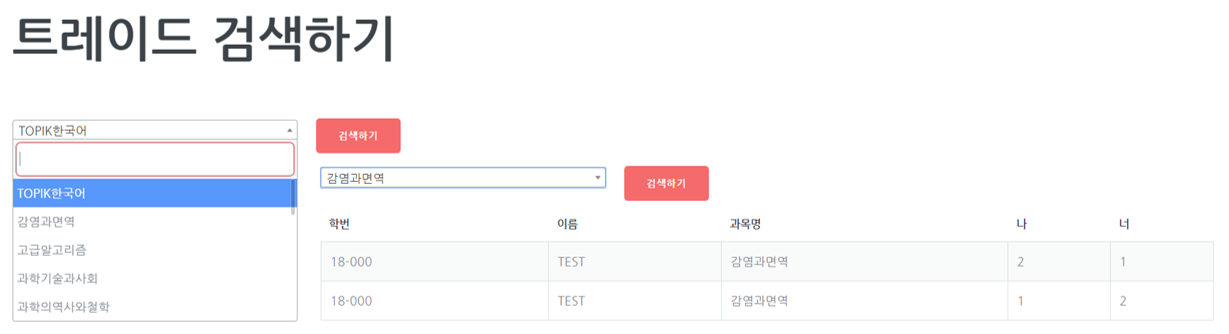 트레이드 검색하기
TOPIK한국어
검색하기
TOPIK한국어
감염과면역
고급알고리즘
과학기술과사회
과학의역사와철학
감염과면역
검색하기
학번 이름 과목명 나 너
18-000 TEST 감염과면역 2 1
18-000 TEST 감염과면역 1 2